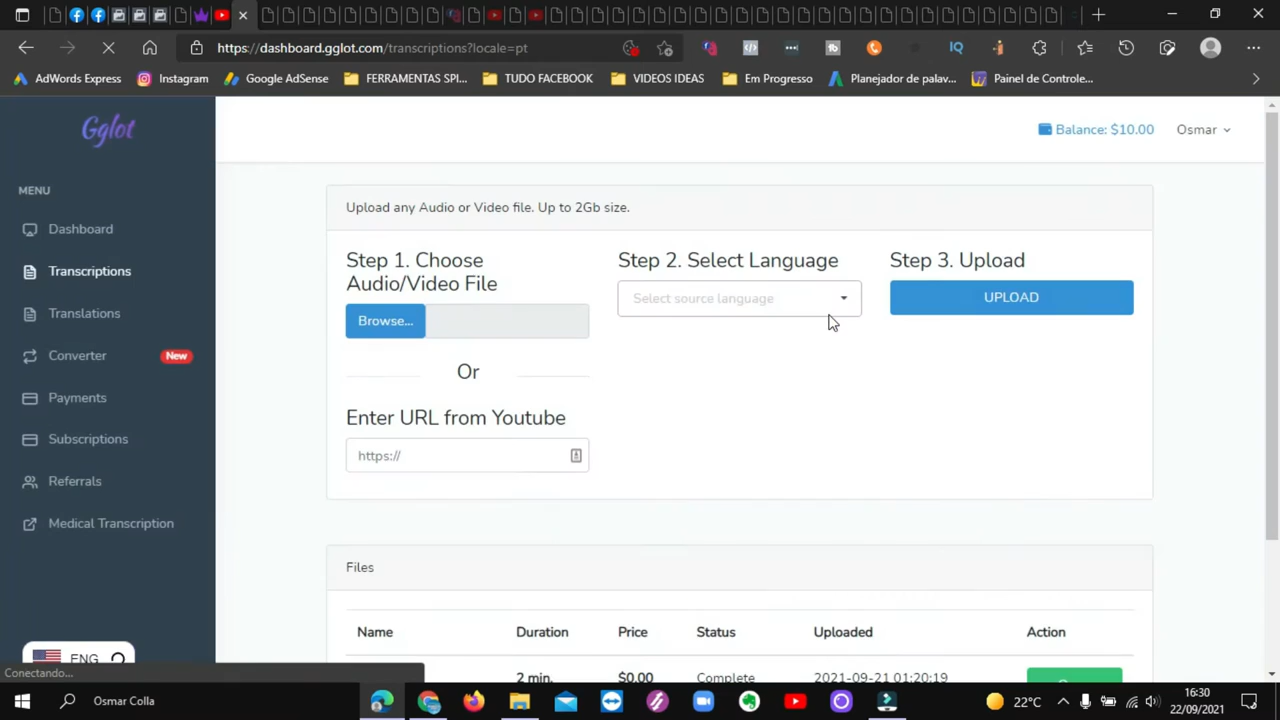 https://dashboard.gglot.com/transcriptions?locale=pt
AdWords Express
Instagram
Google AdSense
FERRAMENTAS SPI...
TUDO FACEBOOK
VIDEOS IDEAS
Em Progresso
Planejador de palav...
Painel de Controle...
Gglot
Balance: $10.00
Osmar
MENU
Dashboard
Transcriptions
Translations
Converter
New
Payments
Subscriptions
Referrals
Medical Transcription
Upload any Audio or Video file. Up to 2Gb size.
Step 1. Choose
Audio/Video File
Browse...
Or
Enter URL from Youtube
https://
Step 2. Select Language
Select source language
Step 3. Upload
UPLOAD
Files
Name
Duration
Price
Status
Uploaded
Action
2 min.
$0.00
Complete
2021-09-21 01:20:19
ENG
Conectando...
Osmar Colla
22°C
16:30
22/09/2021